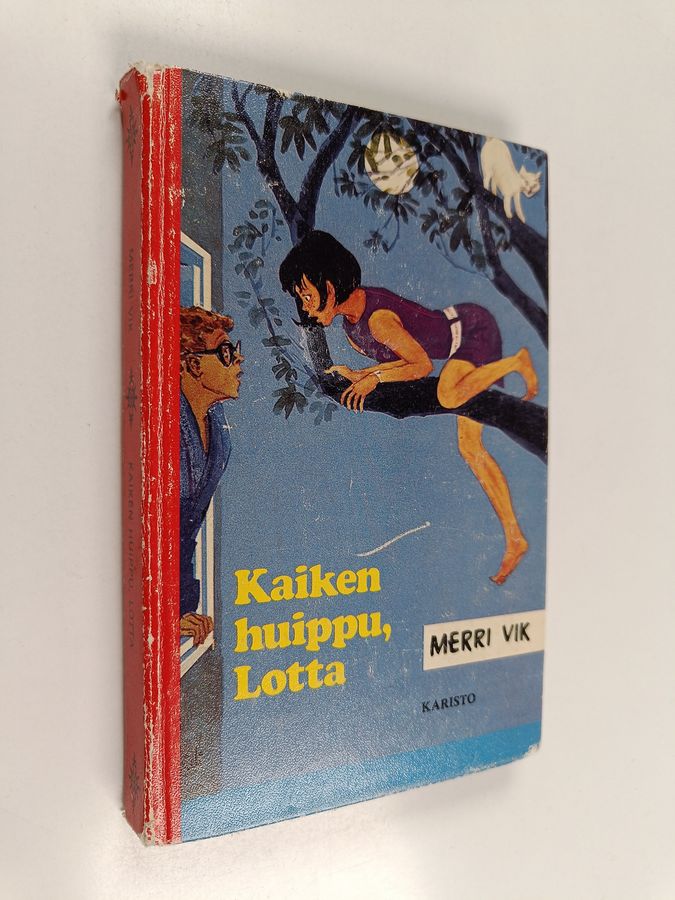 MERRI VIK
KAIKEN HUIPPU, LOTTA
Kaiken
huippu,
Lotta
MERRI VIK
KARISTO